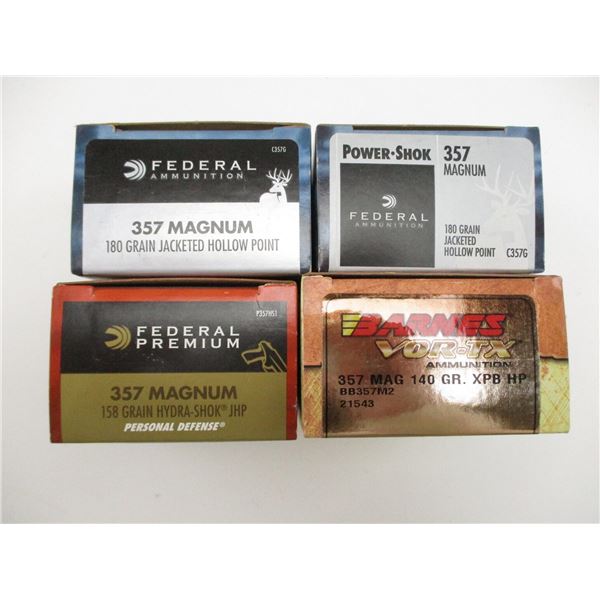 FEDERAL
AMMUNITION
C357G
357 MAGNUM
180 GRAIN JACKETED HOLLOW POINT
POWER·SHOK
357
MAGNUM
FEDERAL
AMMUNITION
180 GRAIN
JACKETED
HOLLOW POINT
C357G
P357HS1
FEDERAL
PREMIUM
357 MAGNUM
158 GRAIN HYDRA-SHOK® JHP
PERSONAL DEFENSE®
BARNES
VOR-TX
AMMUNITION
357 MAG 140 GR. XPB HP
BB357M2
21543